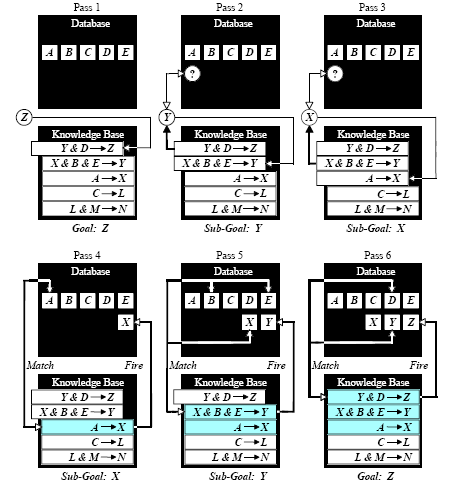 Pass 1
Database
A B C D E
Z
Knowledge Base
Y & D → Z
X & B & E → Y
A → X
C → L
L & M → N
Goal: Z
Pass 2
Database
A B C D E
?
Y
Knowledge Base
Y & D → Z
X & B & E → Y
A → X
C → L
L & M → N
Sub-Goal: Y
Pass 3
Database
A B C D E
?
X
Knowledge Base
Y & D → Z
X & B & E → Y
A → X
C → L
L & M → N
Sub-Goal: X
Pass 4
Database
A B C D E
X
Match Fire
Knowledge Base
Y & D → Z
X & B & E → Y
A → X
C → L
L & M → N
Sub-Goal: X
Pass 5
Database
A B C D E
X Y
Match Fire
Knowledge Base
Y & D → Z
X & B & E → Y
A → X
C → L
L & M → N
Sub-Goal: Y
Pass 6
Database
A B C D E
X Y Z
Match Fire
Knowledge Base
Y & D → Z
X & B & E → Y
A → X
C → L
L & M → N
Goal: Z